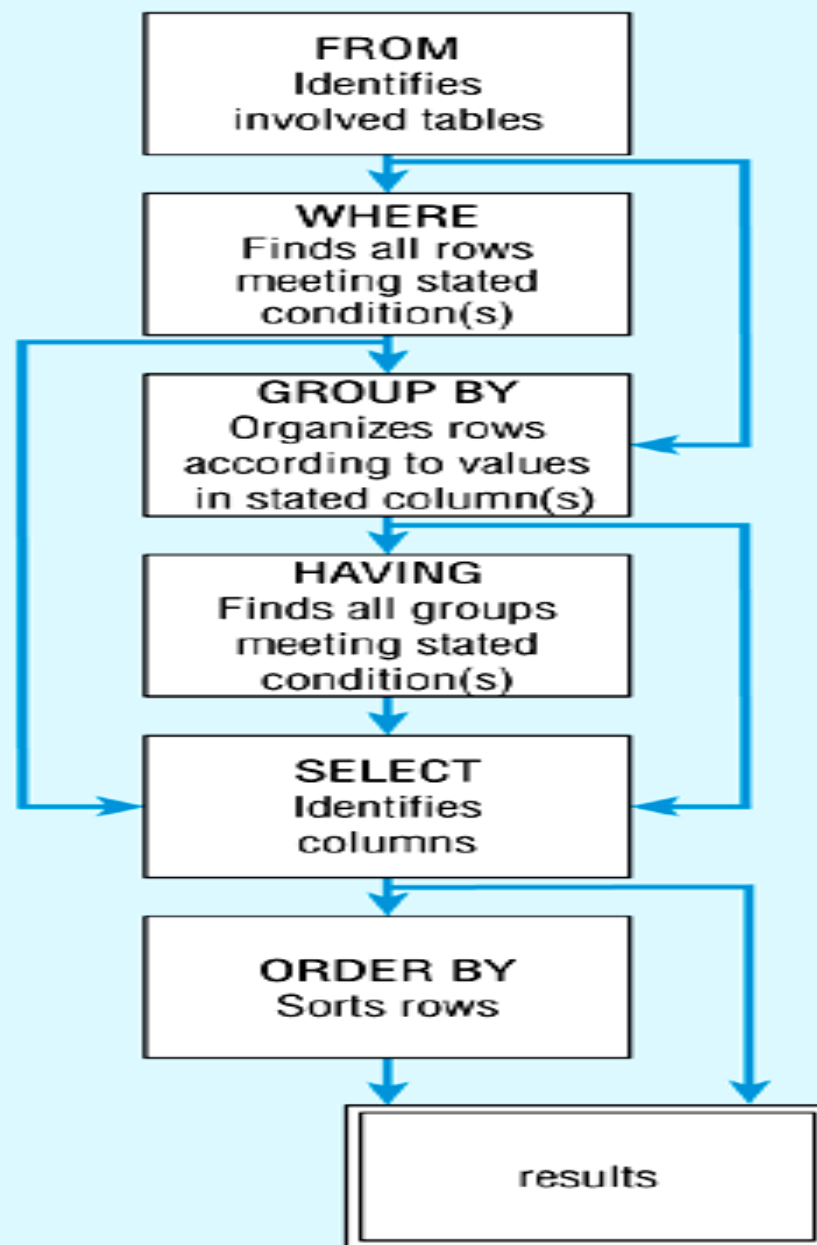 FROM
Identifies
involved tables
WHERE
Finds all rows
meeting stated
condition(s)
GROUP BY
Organizes rows
according to values
in stated column(s)
HAVING
Finds all groups
meeting stated
condition(s)
SELECT
Identifies
columns
ORDER BY
Sorts rows
results